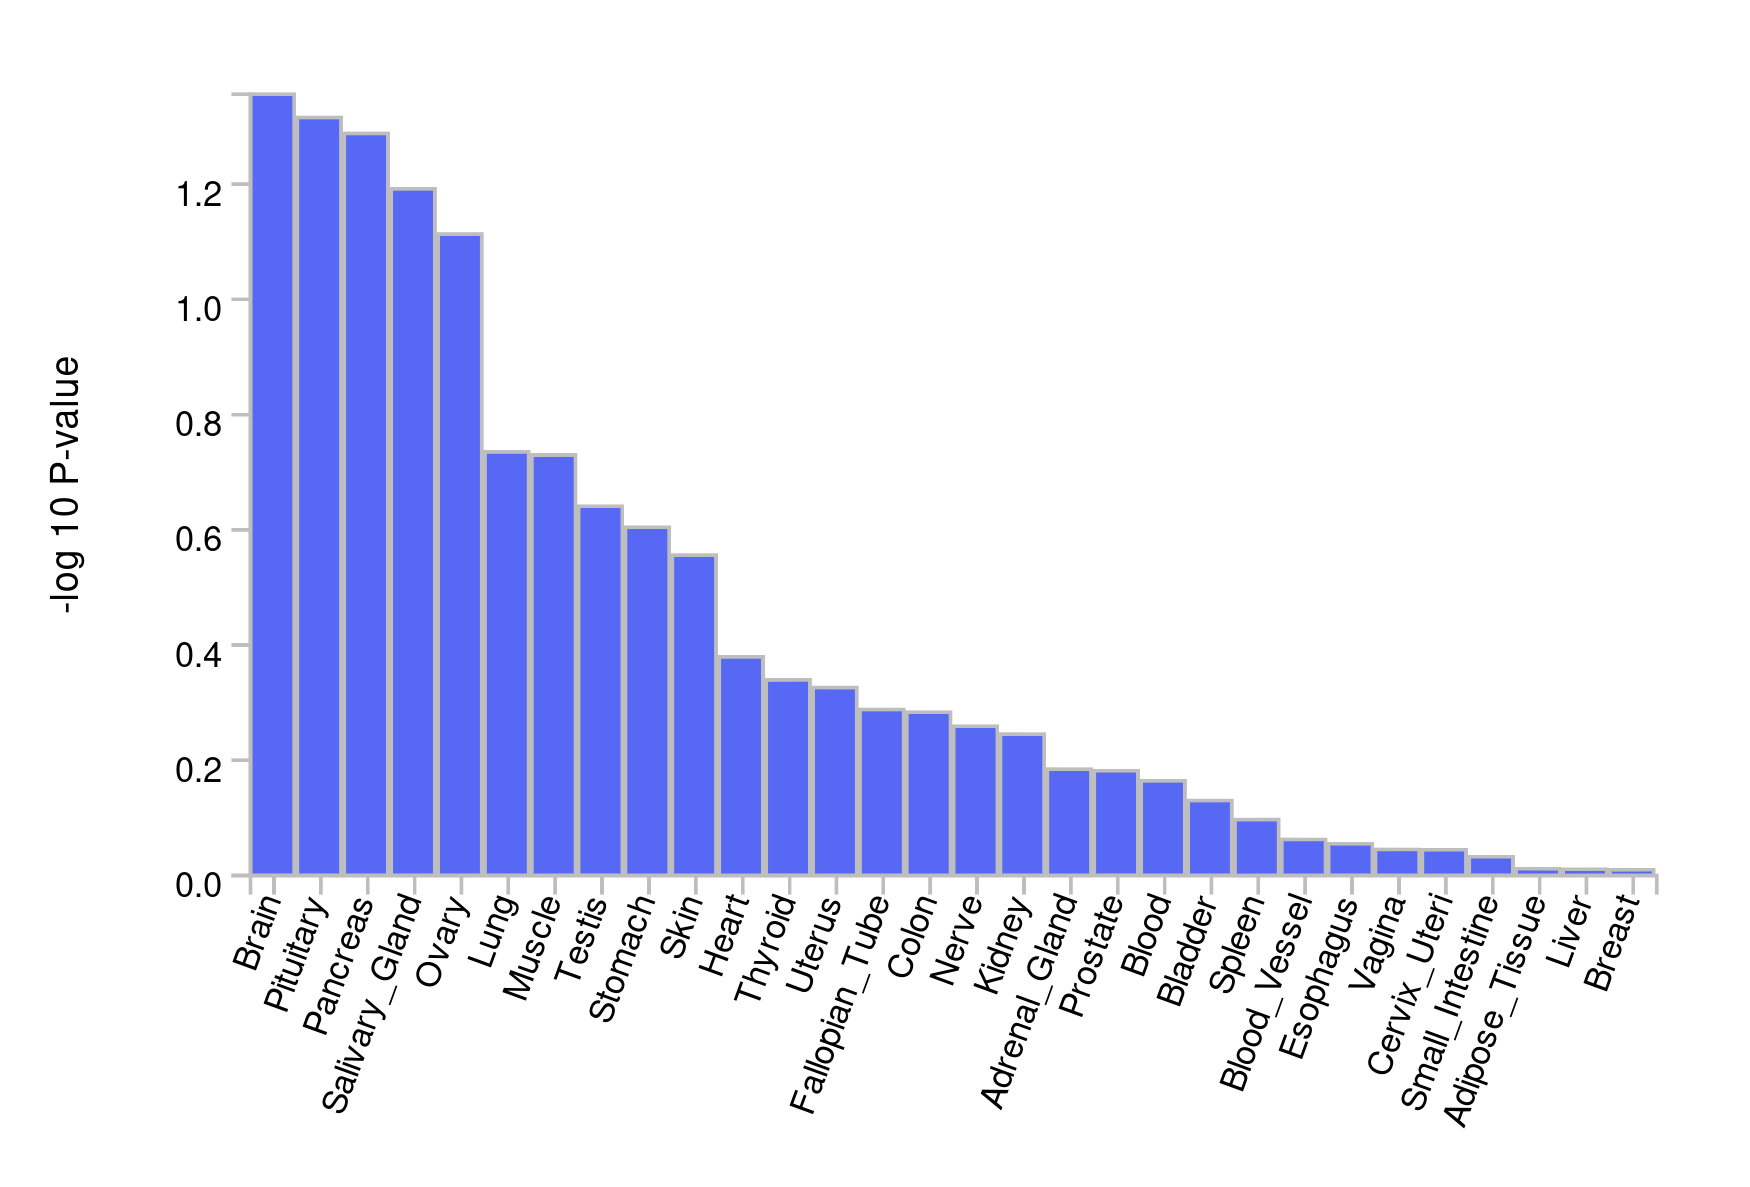 -log 10 P-value
1.2
1.0
0.8
0.6
0.4
0.2
0.0
Brain
Pituitary
Pancreas
Salivary_Gland
Ovary
Lung
Muscle
Testis
Stomach
Skin
Heart
Thyroid
Uterus
Fallopian_Tube
Colon
Nerve
Kidney
Adrenal_Gland
Prostate
Blood
Bladder
Spleen
Blood_Vessel
Esophagus
Vagina
Cervix_Uteri
Small_Intestine
Adipose_Tissue
Liver
Breast